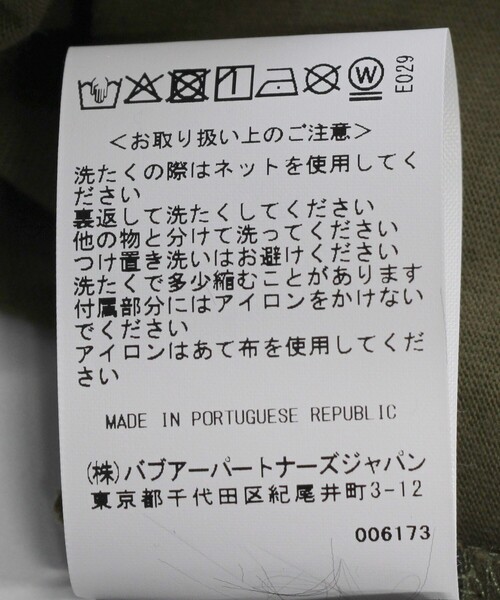 W
E029
<お取り扱い上のご注意>
洗たくの際はネットを使用してく
ださい
裏返して洗たくしてください
他の物と分けて洗ってください
つけ置き洗いはお避けください
洗たくで多少縮むことがあります
付属部分にはアイロンをかけない
でください
アイロンはあて布を使用してくだ
さい
MADE IN PORTUGUESE REPUBLIC
(株)バブアーパートナーズジャパン
東京都千代田区紀尾井町3-12
006173